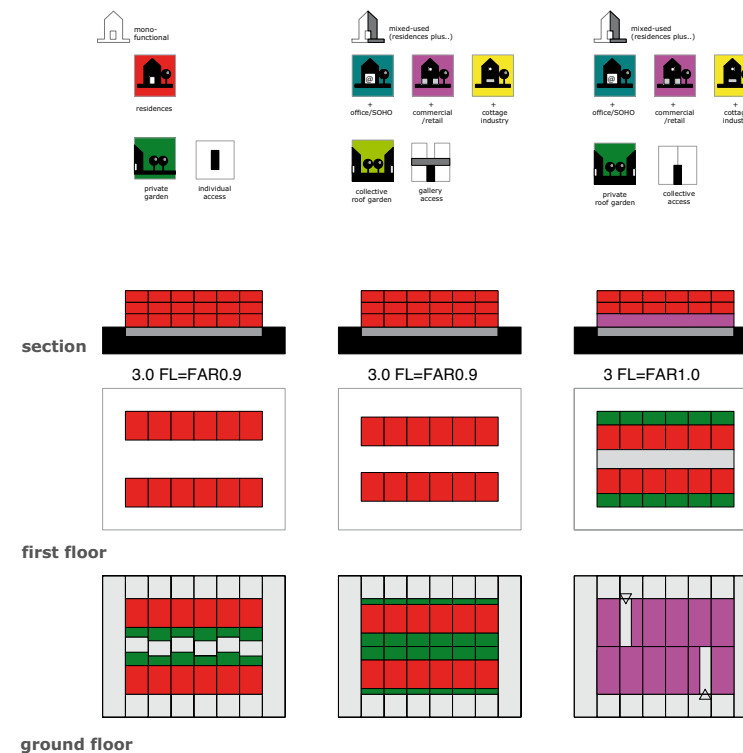 mono-
functional
mixed-used
(residences plus..)
mixed-used
(residences plus..)
@
@
residences
+
office/SOHO
+
commercial
/retail
+
cottage
industry
+
office/SOHO
+
commercial
/retail
+
private
garden
individual
access
collective
roof garden
gallery
access
private
roof garden
collective
access
section
3.0 FL=FAR0.9
3.0 FL=FAR0.9
3 FL=FAR1.0
first floor
ground floor